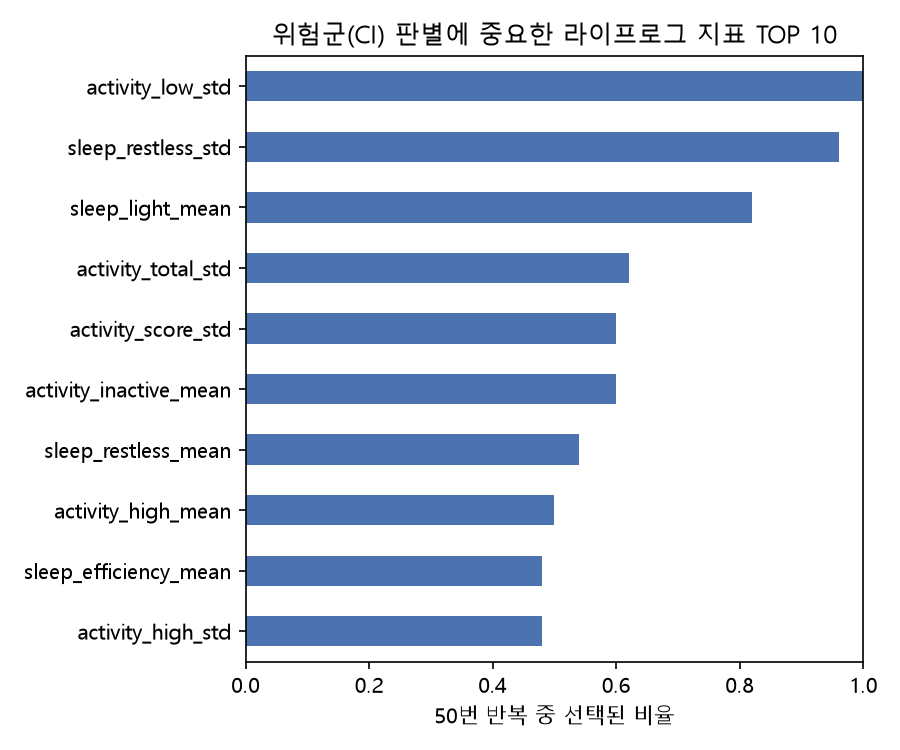 위험군(CI) 판별에 중요한 라이프로그 지표 TOP 10
activity_low_std
sleep_restless_std
sleep_light_mean
activity_total_std
activity_score_std
activity_inactive_mean
sleep_restless_mean
activity_high_mean
sleep_efficiency_mean
activity_high_std
0.0 0.2 0.4 0.6 0.8 1.0
50번 반복 중 선택된 비율